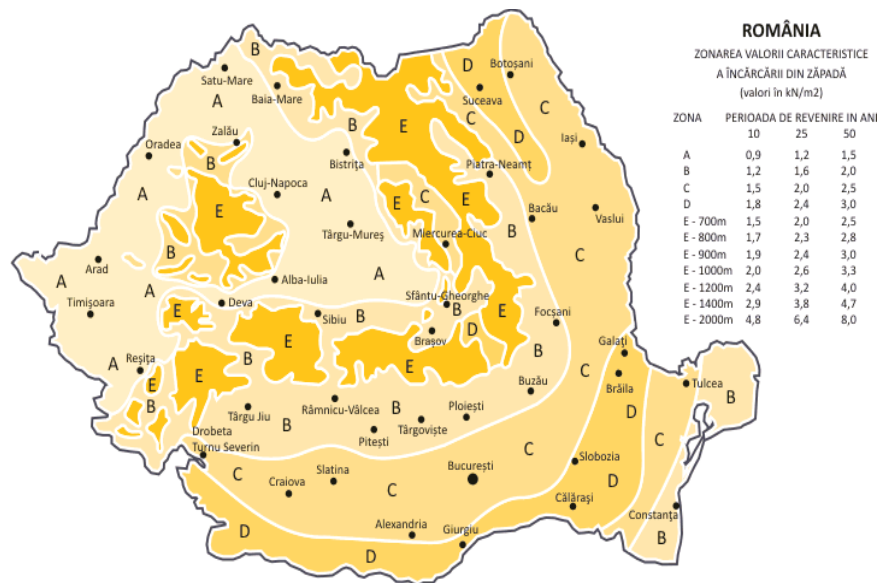 ROMÂNIA
ZONAREA VALORII CARACTERISTICE
A ÎNCĂRCĂRII DIN ZĂPADĂ
(valori în kN/m2)
ZONA PERIOADA DE REVENIRE IN ANI
10 25 50
A 0,9 1,2 1,5
B 1,2 1,6 2,0
C 1,5 2,0 2,5
D 1,8 2,4 3,0
E - 700m 1,5 2,0 2,5
E - 800m 1,7 2,3 2,8
E - 900m 1,9 2,4 3,0
E - 1000m 2,0 2,6 3,3
E - 1200m 2,4 3,2 4,0
E - 1400m 2,9 3,8 4,7
E - 2000m 4,8 6,4 8,0
B
D
Botoșani
Satu-Mare
Baia-Mare
Suceava
A
C
C
B
D
Zalău
Iași
Oradea
B
E
Bistrița
Piatra-Neamț
A
Cluj-Napoca
A
C
E
E
E
Bacău
Vaslui
Târgu-Mureș
B
Miercurea-Ciuc
B
E
C
Arad
A
A
Alba-Iulia
A
Timișoara
Deva
Sfântu-Gheorghe
E
Sibiu
B
B
E
D
Focșani
Brașov
E
Galați
A
Reșița
B
E
B
C
E
E
E
Brăila
Tulcea
B
Buzău
D
B
Târgu Jiu
Râmnicu-Vâlcea
B
Ploiești
B
Pitești
Târgoviște
Drobeta
Turnu Severin
C
Slobozia
C
Slatina
București
Craiova
C
Călărași
D
Constanța
Alexandria
Giurgiu
D
D
B